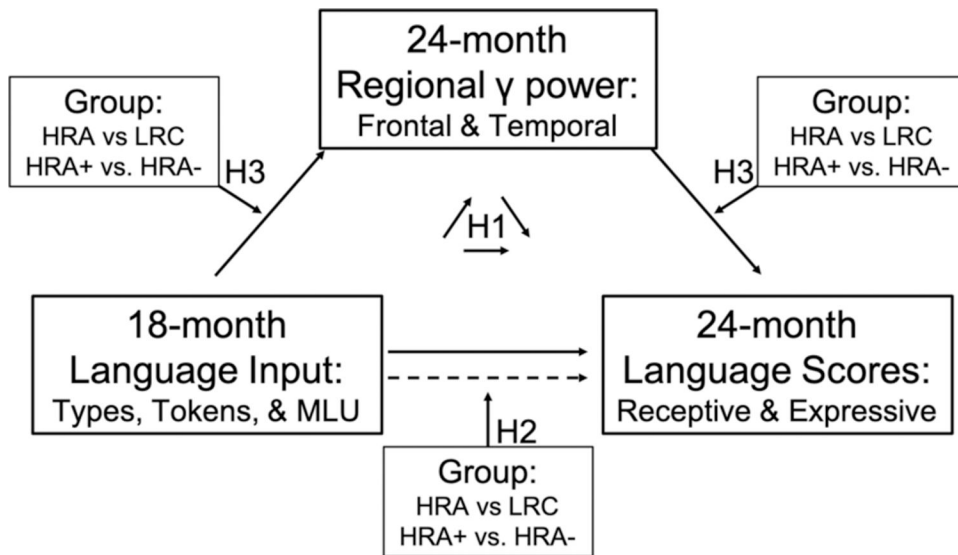 24-month
Regional γ power:
Frontal & Temporal
Group:
HRA vs LRC
HRA+ vs. HRA-
H3
Group:
HRA vs LRC
HRA+ vs. HRA-
H3
H1
18-month
Language Input:
Types, Tokens, & MLU
24-month
Language Scores:
Receptive & Expressive
H2
Group:
HRA vs LRC
HRA+ vs. HRA-